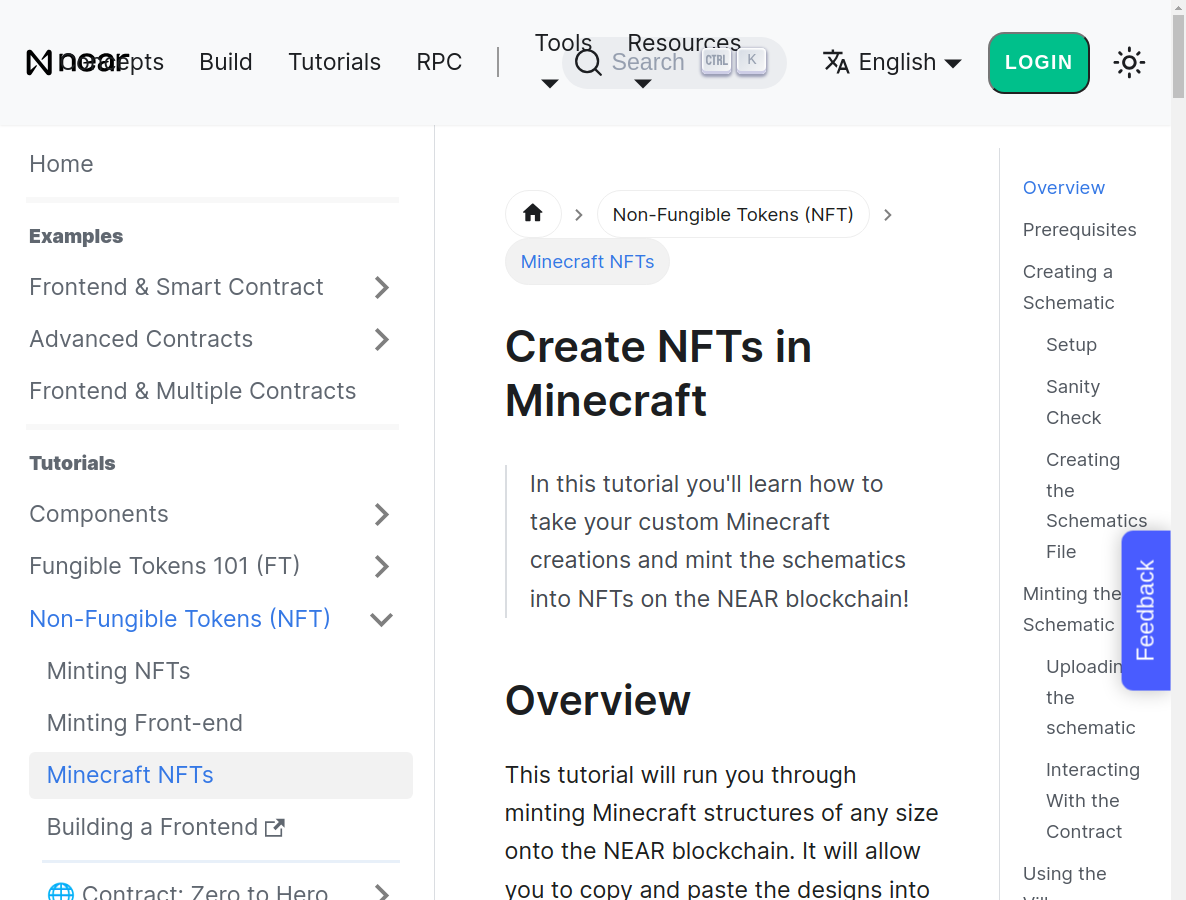 near
Concepts
Build
Tutorials
RPC
Tools
Resources
Search
CTRL
K
English
LOGIN
Home
Examples
Frontend & Smart Contract
Advanced Contracts
Frontend & Multiple Contracts
Tutorials
Components
Fungible Tokens 101 (FT)
Non-Fungible Tokens (NFT)
Minting NFTs
Minting Front-end
Minecraft NFTs
Building a Frontend
🌐 Contract: Zero to Hero
Non-Fungible Tokens (NFT)
Minecraft NFTs
Create NFTs in
Minecraft
In this tutorial you'll learn how to
take your custom Minecraft
creations and mint the schematics
into NFTs on the NEAR blockchain!
Overview
This tutorial will run you through
minting Minecraft structures of any size
onto the NEAR blockchain. It will allow
you to copy and paste the designs into
Overview
Prerequisites
Creating a
Schematic
Setup
Sanity
Check
Creating
the
Schematics
File
Minting the
Schematic
Uploadin
the
schematic
Interacting
With the
Contract
Using the
Feedback